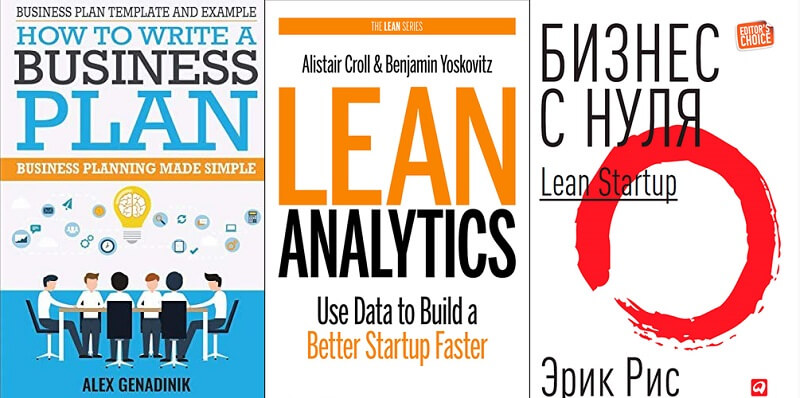 BUSINESS PLAN TEMPLATE AND EXAMPLE
HOW TO WRITE A
BUSINESS
PLAN
BUSINESS PLANNING MADE SIMPLE
ALEX GENADINIK
THE LEAN SERIES
Alistair Croll & Benjamin Yoskovitz
LEAN
ANALYTICS
Use Data to Build a
Better Startup Faster
EDITOR'S
CHOICE
БИЗНЕС
С НУЛЯ
Lean Startup
Эрик Рис